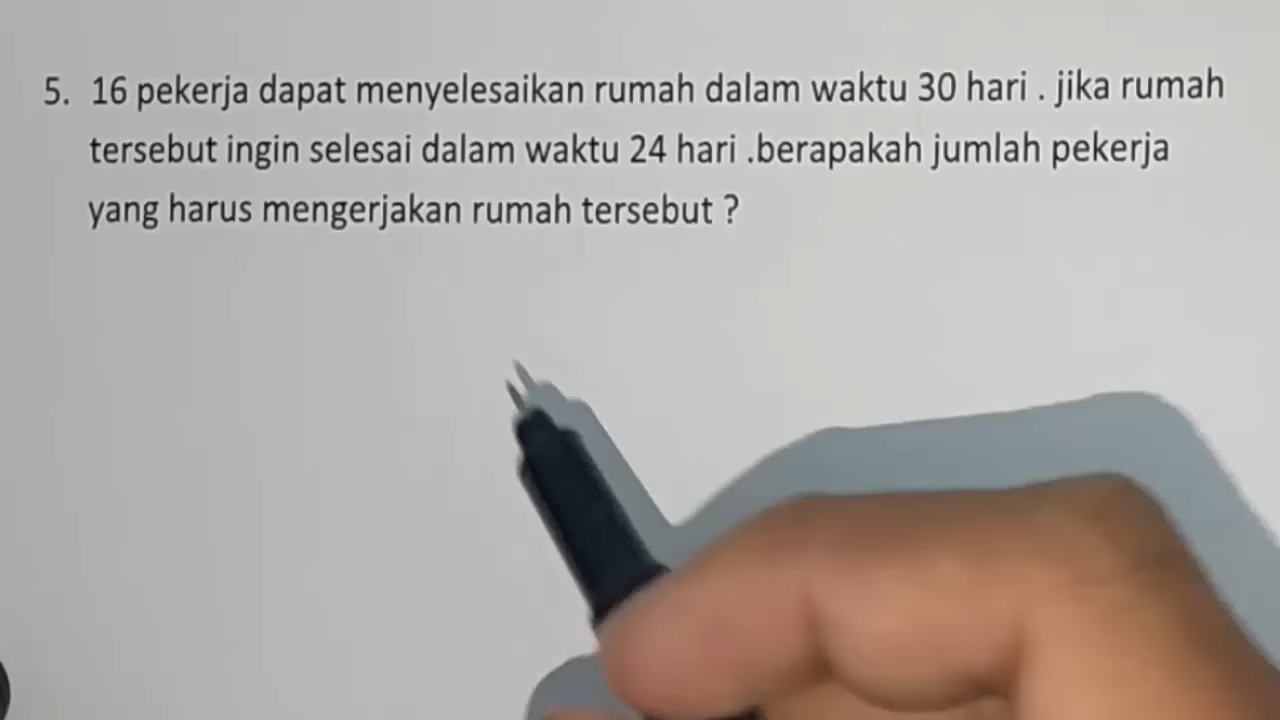 5. 16 pekerja dapat menyelesaikan rumah dalam waktu 30 hari . jika rumah
tersebut ingin selesai dalam waktu 24 hari .berapakah jumlah pekerja
yang harus mengerjakan rumah tersebut ?